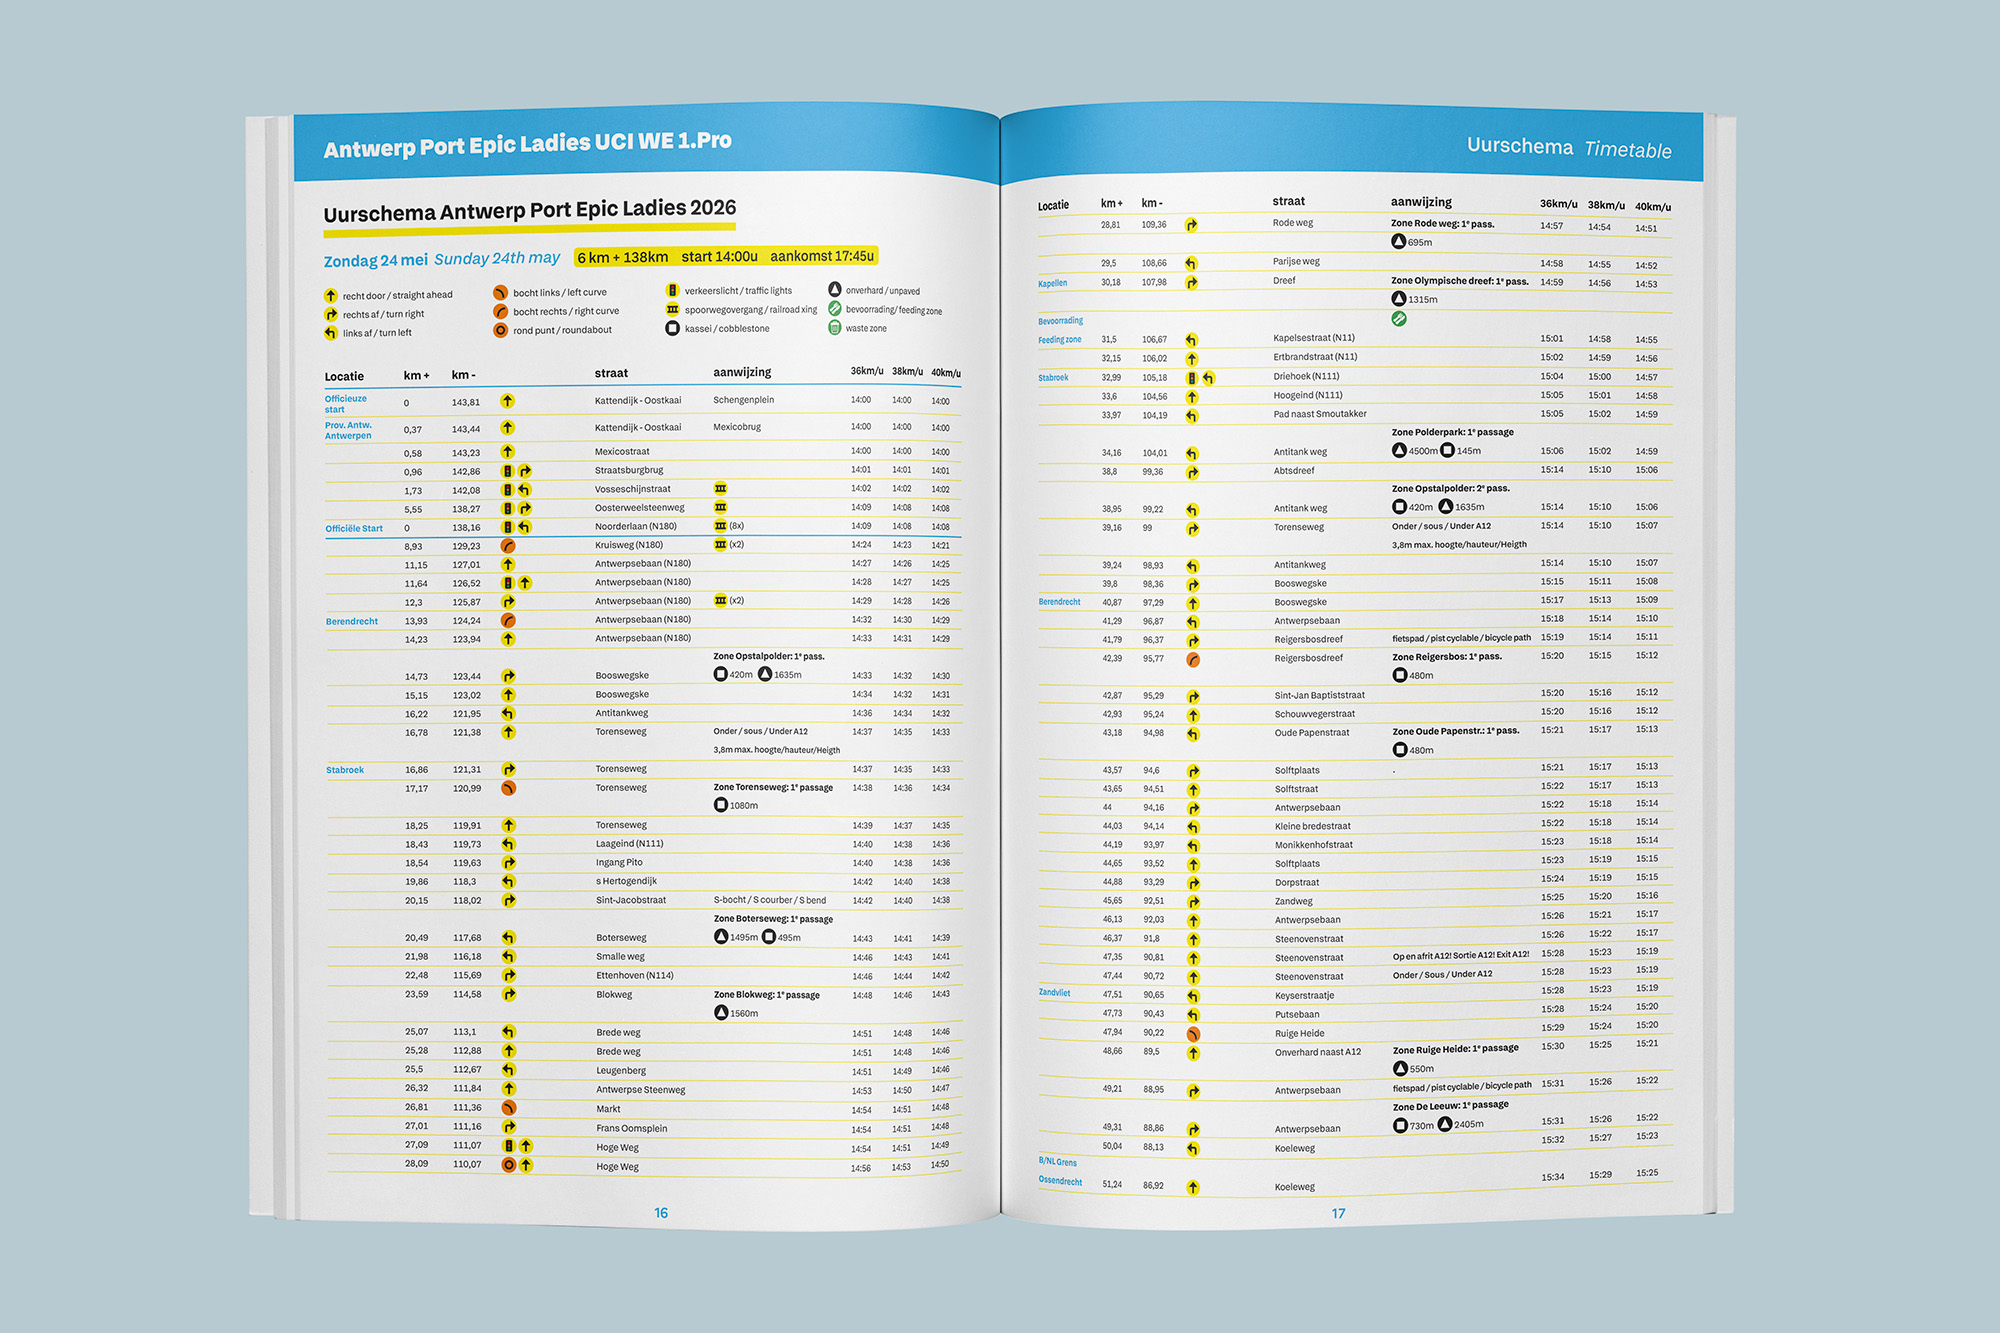 Antwerp Port Epic Ladies UCI WE 1.Pro
Uurschema Antwerp Port Epic Ladies 2026
Zondag 24 mei Sunday 24th may 6 km + 138km start 14:00u aankomst 17:45u
recht door / straight ahead bocht links / left curve verkeerslicht / traffic lights onverhard / unpaved
rechts af / turn right bocht rechts / right curve spoorwegovergang / railroad xing bevoorrading / feeding zone
links af / turn left rond punt / roundabout kassei / cobblestone waste zone
Locatie km + km - straat aanwijzing 36km/u 38km/u 40km/u
Officieuze
start 0 143,81 Kattendijk - Oostkaai Schengenplein 14:00 14:00 14:00
Prov. Antw.
Antwerpen 0,37 143,44 Kattendijk - Oostkaai Mexicobrug 14:00 14:00 14:00
0,58 143,23 Mexicostraat 14:00 14:00 14:00
0,96 142,86 Straatsburgbrug 14:01 14:01 14:01
1,73 142,08 Vosseschijnstraat 14:02 14:02 14:02
5,55 138,27 Oosterweelsteenweg 14:09 14:08 14:08
Officiële Start 0 138,16 Noorderlaan (N180) (8x) 14:09 14:08 14:08
8,93 129,23 Kruisweg (N180) (x2) 14:24 14:23 14:21
11,15 127,01 Antwerpsebaan (N180) 14:27 14:26 14:25
11,64 126,52 Antwerpsebaan (N180) 14:28 14:27 14:25
12,3 125,87 Antwerpsebaan (N180) (x2) 14:29 14:28 14:26
Berendrecht 13,93 124,24 Antwerpsebaan (N180) 14:32 14:30 14:29
14,23 123,94 Antwerpsebaan (N180) 14:33 14:31 14:29
Zone Opstalpolder: 1e pass.
14,73 123,44 Booswegske 420m 1635m 14:33 14:32 14:30
15,15 123,02 Booswegske 14:34 14:32 14:31
16,22 121,95 Antitankweg 14:36 14:34 14:32
16,78 121,38 Torenseweg Onder / sous / Under A12 14:37 14:35 14:33
3,8m max. hoogte/hauteur/Heigth
Stabroek 16,86 121,31 Torenseweg 14:37 14:35 14:33
17,17 120,99 Torenseweg Zone Torenseweg: 1e passage 14:38 14:36 14:34
1080m
18,25 119,91 Torenseweg 14:39 14:37 14:35
18,43 119,73 Laageind (N111) 14:40 14:38 14:36
18,54 119,63 Ingang Pito 14:40 14:38 14:36
19,86 118,3 s Hertogendijk 14:42 14:40 14:38
20,15 118,02 Sint-Jacobstraat S-bocht / S courber / S bend 14:42 14:40 14:38
Zone Boterseweg: 1e passage
20,49 117,68 Boterseweg 1495m 495m 14:43 14:41 14:39
21,98 116,18 Smalle weg 14:46 14:43 14:41
22,48 115,69 Ettenhoven (N114) 14:46 14:44 14:42
23,59 114,58 Blokweg Zone Blokweg: 1e passage 14:48 14:46 14:43
1560m
25,07 113,1 Brede weg 14:51 14:48 14:46
25,28 112,88 Brede weg 14:51 14:48 14:46
25,5 112,67 Leugenberg 14:51 14:49 14:46
26,32 111,84 Antwerpse Steenweg 14:53 14:50 14:47
26,81 111,36 Markt 14:54 14:51 14:48
27,01 111,16 Frans Oomsplein 14:54 14:51 14:48
27,09 111,07 Hoge Weg 14:54 14:51 14:49
28,09 110,07 Hoge Weg 14:56 14:53 14:50
16
Uurschema Timetable
Locatie km + km - straat aanwijzing 36km/u 38km/u 40km/u
28,81 109,36 Rode weg Zone Rode weg: 1e pass. 14:57 14:54 14:51
695m
29,5 108,66 Parijse weg 14:58 14:55 14:52
Kapellen 30,18 107,98 Dreef Zone Olympische dreef: 1e pass. 14:59 14:56 14:53
1315m
Bevoorrading
Feeding zone 31,5 106,67 Kapelsestraat (N11) 15:01 14:58 14:55
32,15 106,02 Ertbrandstraat (N11) 15:02 14:59 14:56
Stabroek 32,99 105,18 Driehoek (N111) 15:04 15:00 14:57
33,6 104,56 Hoogeind (N111) 15:05 15:01 14:58
33,97 104,19 Pad naast Smoutakker 15:05 15:02 14:59
Zone Polderpark: 1e passage
34,16 104,01 Antitank weg 4500m 145m 15:06 15:02 14:59
38,8 99,36 Abtsdreef 15:14 15:10 15:06
Zone Opstalpolder: 2e pass.
38,95 99,22 Antitank weg 420m 1635m 15:14 15:10 15:06
39,16 99 Torenseweg Onder / sous / Under A12 15:14 15:10 15:07
3,8m max. hoogte/hauteur/Heigth
39,24 98,93 Antitankweg 15:14 15:10 15:07
39,8 98,36 Booswegske 15:15 15:11 15:08
Berendrecht 40,87 97,29 Booswegske 15:17 15:13 15:09
41,29 96,87 Antwerpsebaan 15:18 15:14 15:10
41,79 96,37 Reigersbosdreef fietspad / pist cyclable / bicycle path 15:19 15:14 15:11
42,39 95,77 Reigersbosdreef Zone Reigersbos: 1e pass. 15:20 15:15 15:12
480m
42,87 95,29 Sint-Jan Baptiststraat 15:20 15:16 15:12
42,93 95,24 Schouwvegerstraat 15:20 15:16 15:12
43,18 94,98 Oude Papenstraat Zone Oude Papenstr.: 1e pass. 15:21 15:17 15:13
480m
43,57 94,6 Solftplaats . 15:21 15:17 15:13
43,65 94,51 Solftstraat 15:22 15:17 15:13
44 94,16 Antwerpsebaan 15:22 15:18 15:14
44,03 94,14 Kleine bredestraat 15:22 15:18 15:14
44,19 93,97 Monikkenhofstraat 15:23 15:18 15:14
44,65 93,52 Solftplaats 15:23 15:19 15:15
44,88 93,29 Dorpstraat 15:24 15:19 15:15
45,65 92,51 Zandweg 15:25 15:20 15:16
46,13 92,03 Antwerpsebaan 15:26 15:21 15:17
46,37 91,8 Steenovenstraat 15:26 15:22 15:17
47,35 90,81 Steenovenstraat Op en afrit A12! Sortie A12! Exit A12! 15:28 15:23 15:19
47,44 90,72 Steenovenstraat Onder / Sous / Under A12 15:28 15:23 15:19
Zandvliet 47,51 90,65 Keyserstraatje 15:28 15:23 15:19
47,73 90,43 Putsebaan 15:28 15:24 15:20
47,94 90,22 Ruige Heide 15:29 15:24 15:20
48,66 89,5 Onverhard naast A12 Zone Ruige Heide: 1e passage 15:30 15:25 15:21
550m
49,21 88,95 Antwerpsebaan fietspad / pist cyclable / bicycle path 15:31 15:26 15:22
Zone De Leeuw: 1e passage
49,31 88,86 Antwerpsebaan 730m 2405m 15:31 15:26 15:22
50,04 88,13 Koeleweg 15:32 15:27 15:23
B/NL Grens
Ossendrecht 51,24 86,92 Koeleweg 15:34 15:29 15:25
17